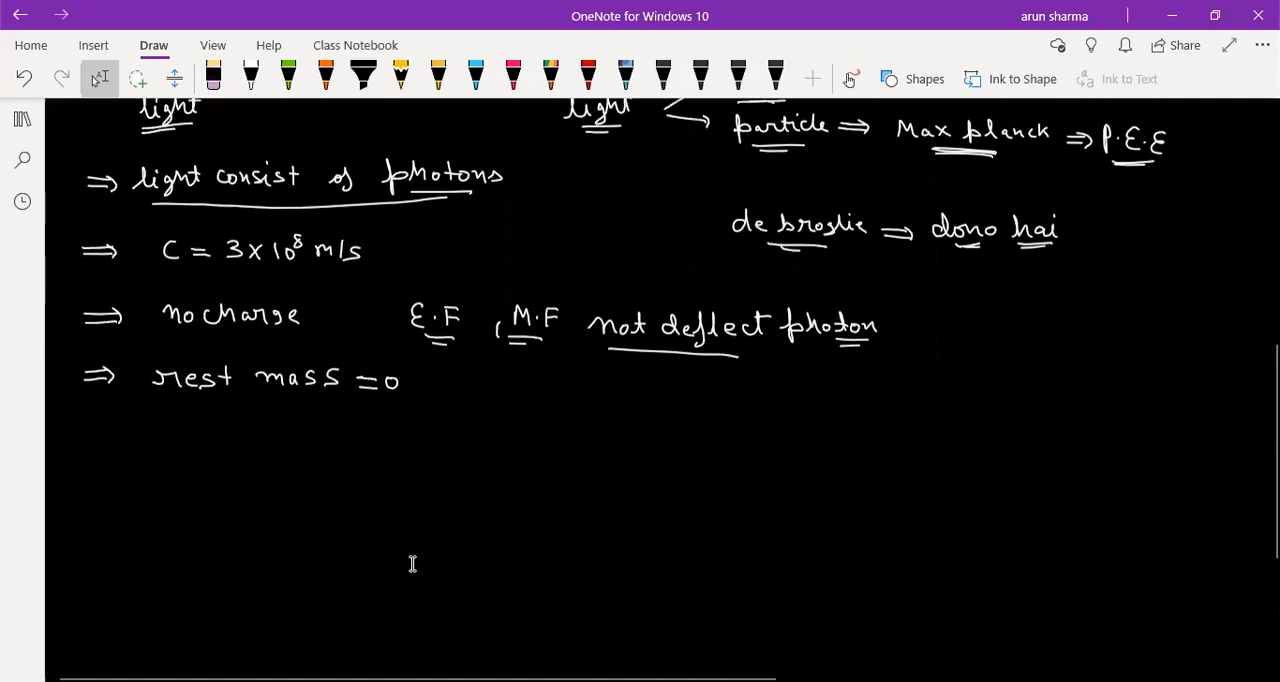 OneNote for Windows 10
arun sharma
Home Insert Draw View Help Class Notebook
Share
Shapes
Ink to Shape
Ink to Text
light
light → particle ⇒ Max planck ⇒ P.E.E
⇒ light consist of photons
de broglie ⇒ dono hai
⇒ C = 3×10⁸ m/s
⇒ no charge E.F , M.F not deflect photon
⇒ rest mass = 0